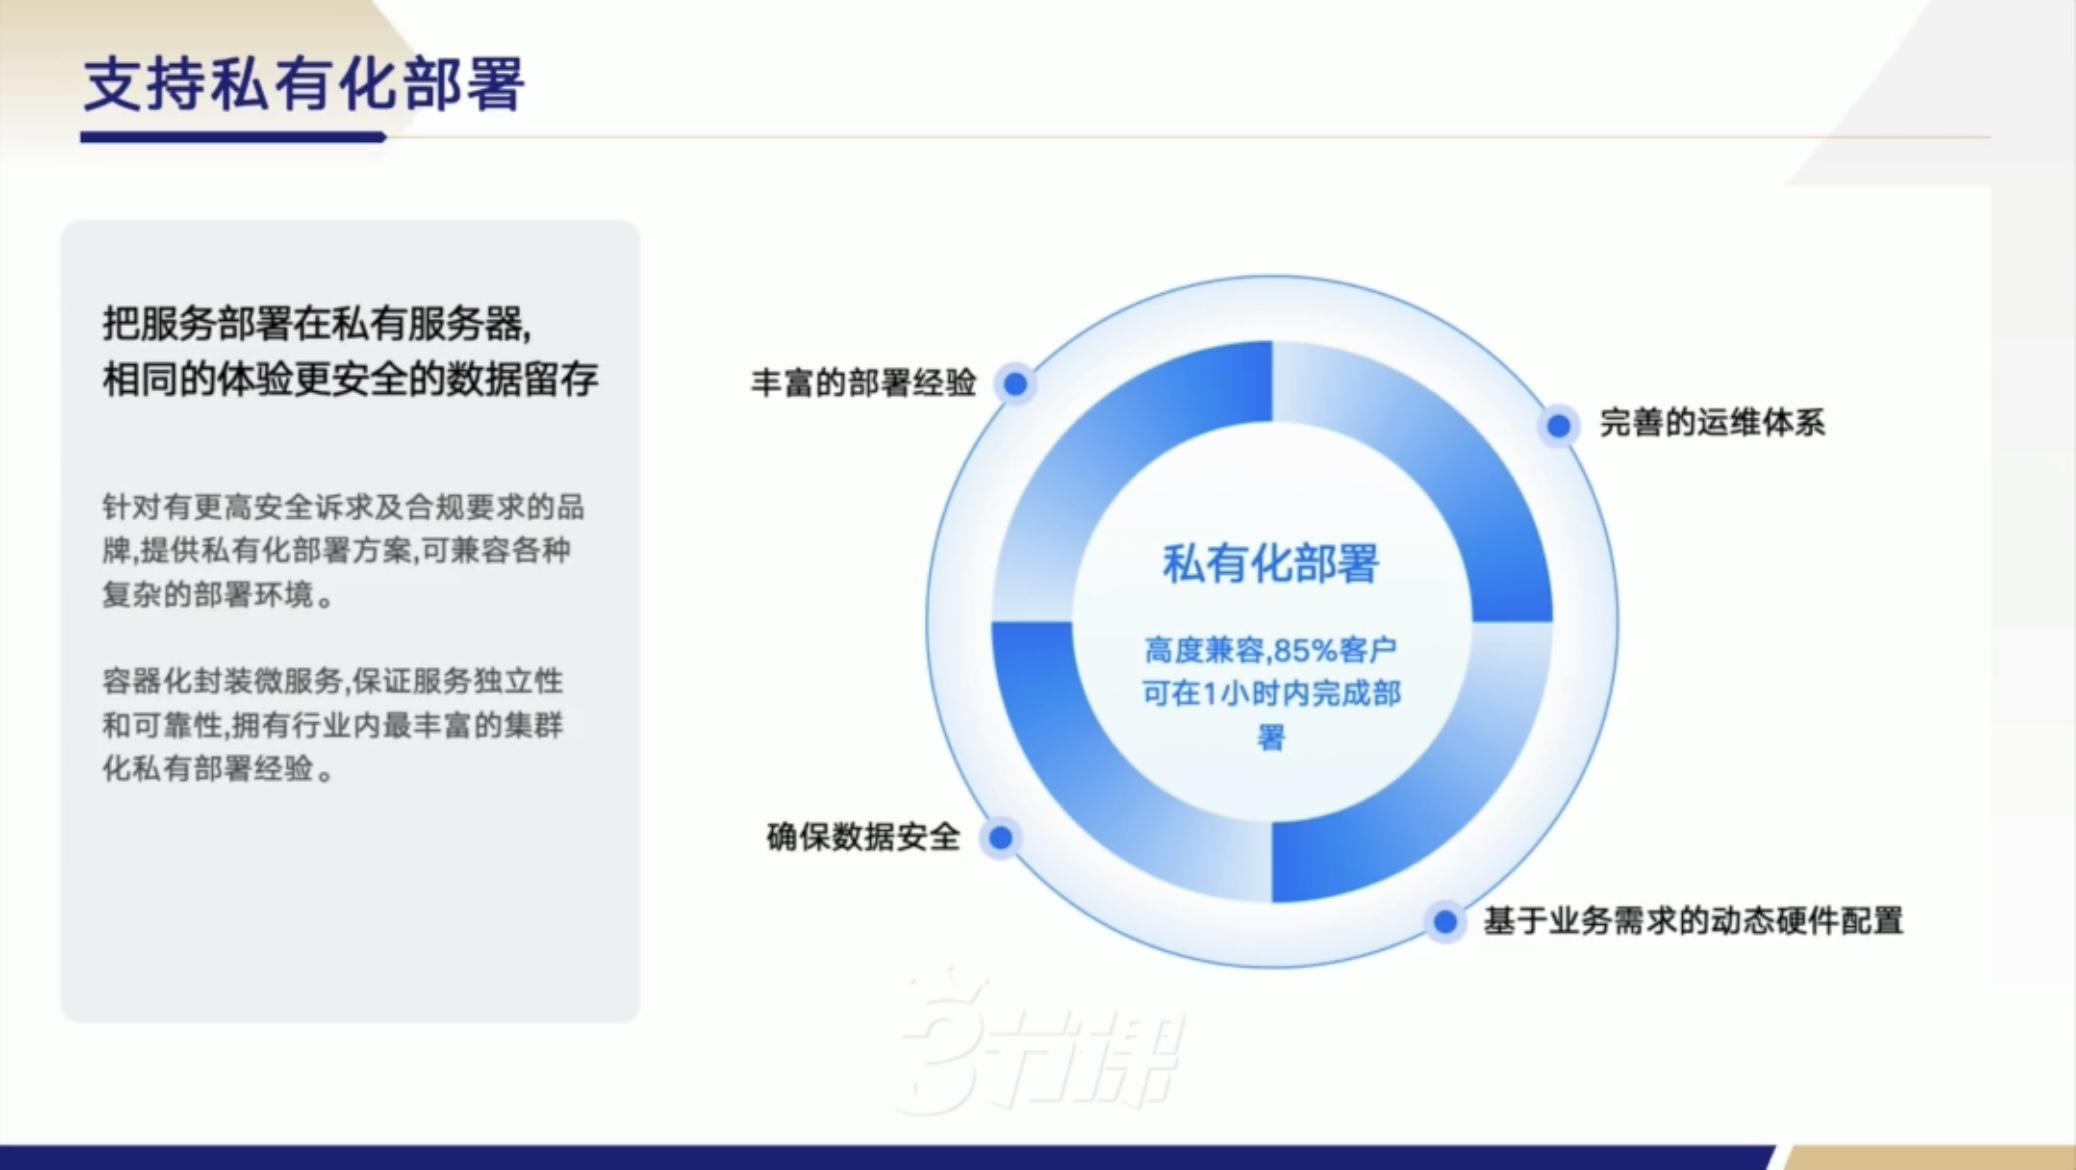 支持私有化部署
把服务部署在私有服务器,
相同的体验更安全的数据留存
针对有更高安全诉求及合规要求的品
牌,提供私有化部署方案,可兼容各种
复杂的部署环境。
容器化封装微服务,保证服务独立性
和可靠性,拥有行业内最丰富的集群
化私有部署经验。
丰富的部署经验
完善的运维体系
私有化部署
高度兼容,85%客户
可在1小时内完成部
署
确保数据安全
基于业务需求的动态硬件配置
3节课